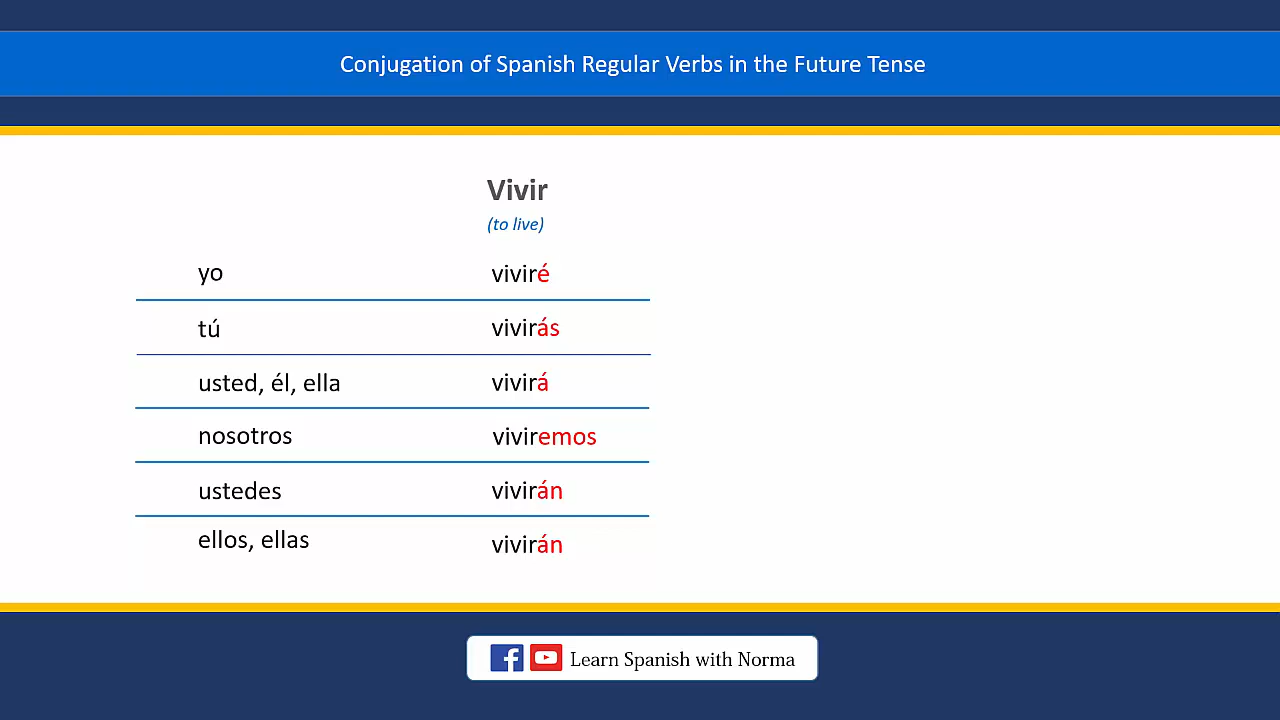 Conjugation of Spanish Regular Verbs in the Future Tense
Vivir
(to live)
yo viviré
tú vivirás
usted, él, ella vivirá
nosotros viviremos
ustedes vivirán
ellos, ellas vivirán
Learn Spanish with Norma